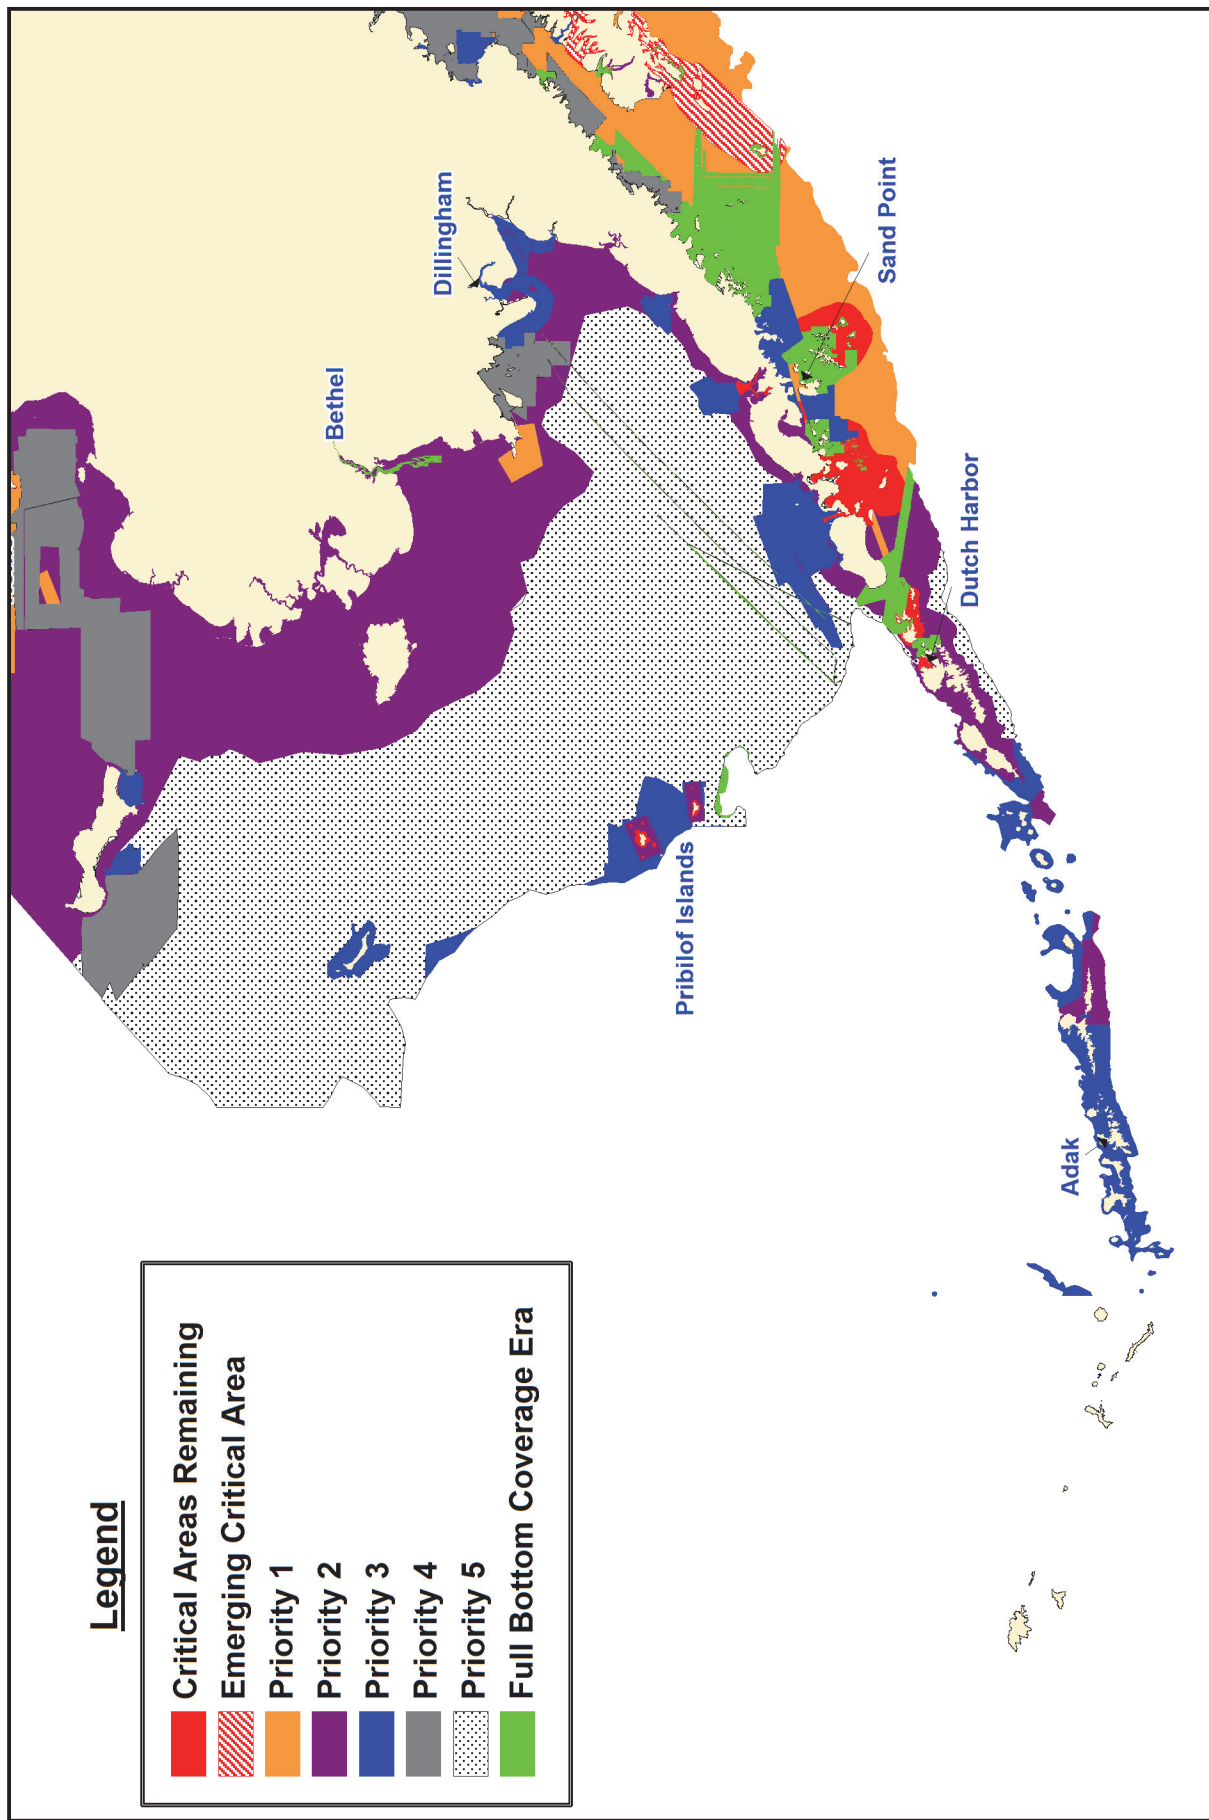 Legend
Critical Areas Remaining
Emerging Critical Area
Priority 1
Priority 2
Priority 3
Priority 4
Priority 5
Full Bottom Coverage Era
Bethel
Dillingham
Pribilof Islands
Sand Point
Dutch Harbor
Adak